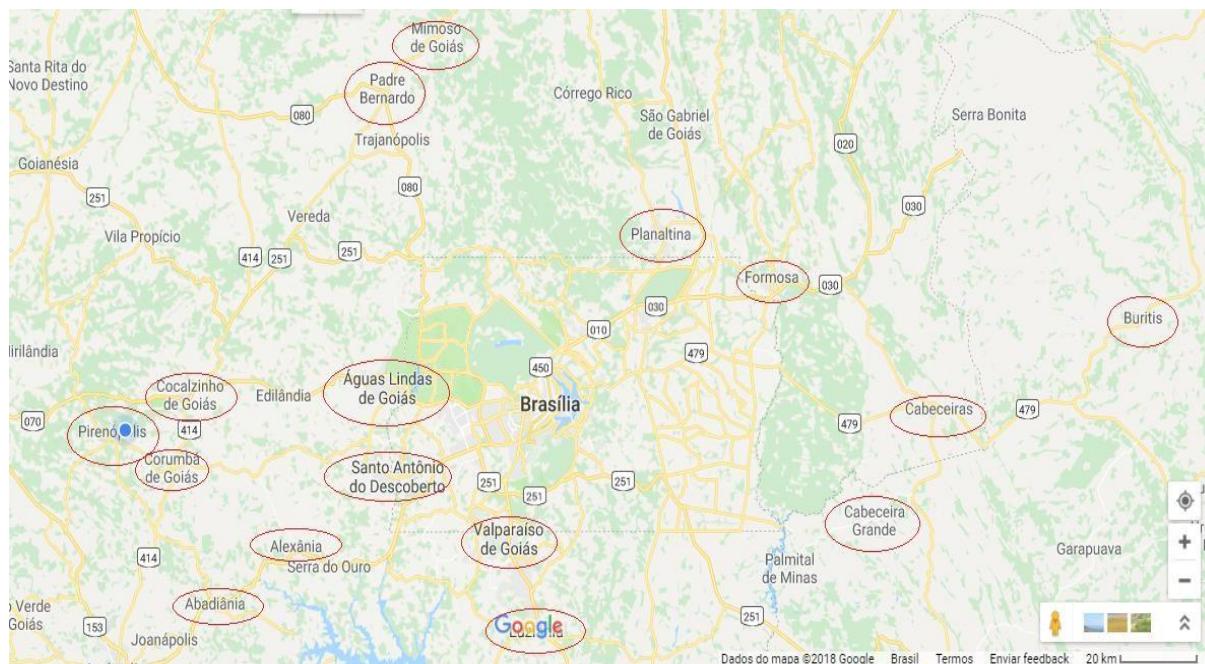 Mimoso
de Goiás
Santa Rita do
Novo Destino
Padre
Bernardo
Córrego Rico
São Gabriel
de Goiás
Serra Bonita
080
Trajanópolis
020
Goianésia
080
251
030
Vereda
Vila Propício
Planaltina
414
251
251
Formosa
030
030
Buritis
010
479
450
Águas Lindas
de Goiás
Cocalzinho
de Goiás
Edilândia
Brasília
Cabeceiras
479
070
Pirenópolis
414
479
Corumbá
de Goiás
Santo Antônio
do Descoberto
251
251
251
Cabeceira
Grande
Valparaíso
de Goiás
Alexânia
414
Serra do Ouro
Palmital
de Minas
Garapuava
Abadiânia
251
153
Joanápolis
Google
Dados do mapa ©2018 Google Brasil Termos Enviar feedback 20 km